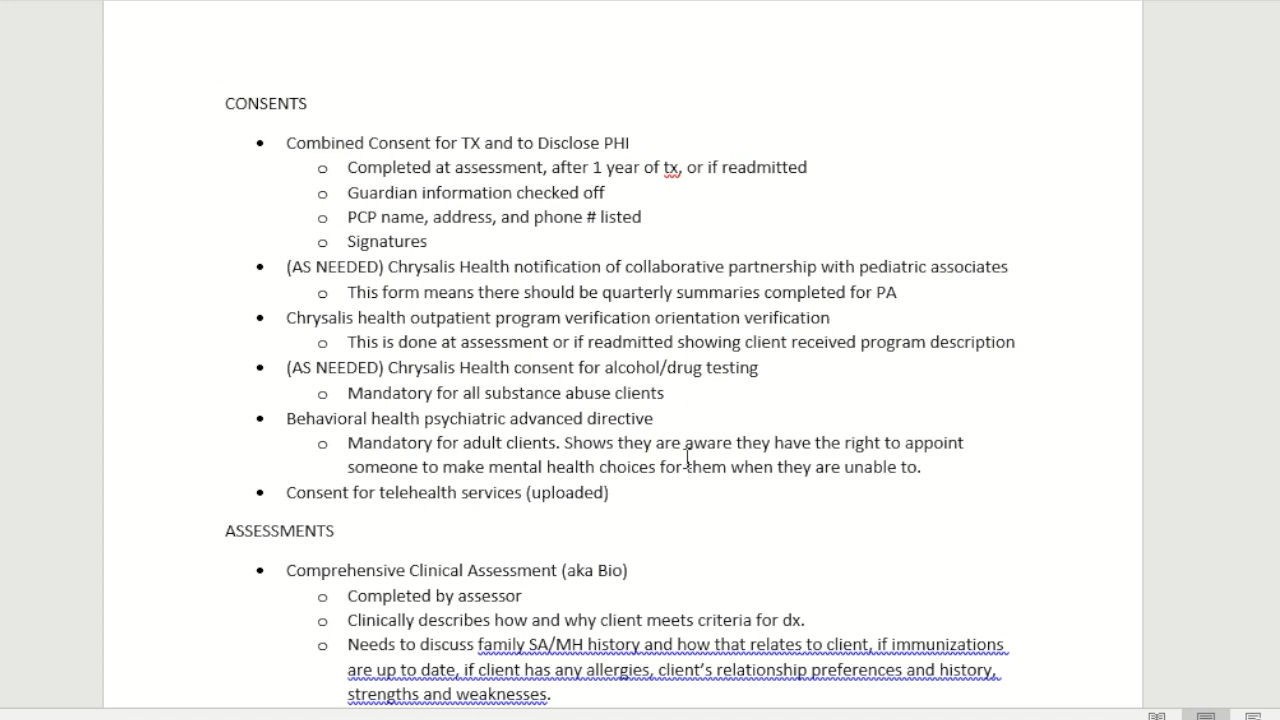 CONSENTS
• Combined Consent for TX and to Disclose PHI
o Completed at assessment, after 1 year of tx, or if readmitted
o Guardian information checked off
o PCP name, address, and phone # listed
o Signatures
• (AS NEEDED) Chrysalis Health notification of collaborative partnership with pediatric associates
o This form means there should be quarterly summaries completed for PA
• Chrysalis health outpatient program verification orientation verification
o This is done at assessment or if readmitted showing client received program description
• (AS NEEDED) Chrysalis Health consent for alcohol/drug testing
o Mandatory for all substance abuse clients
• Behavioral health psychiatric advanced directive
o Mandatory for adult clients. Shows they are aware they have the right to appoint
someone to make mental health choices for them when they are unable to.
• Consent for telehealth services (uploaded)
ASSESSMENTS
• Comprehensive Clinical Assessment (aka Bio)
o Completed by assessor
o Clinically describes how and why client meets criteria for dx.
o Needs to discuss family SA/MH history and how that relates to client, if immunizations
are up to date, if client has any allergies, client's relationship preferences and history,
strengths and weaknesses.